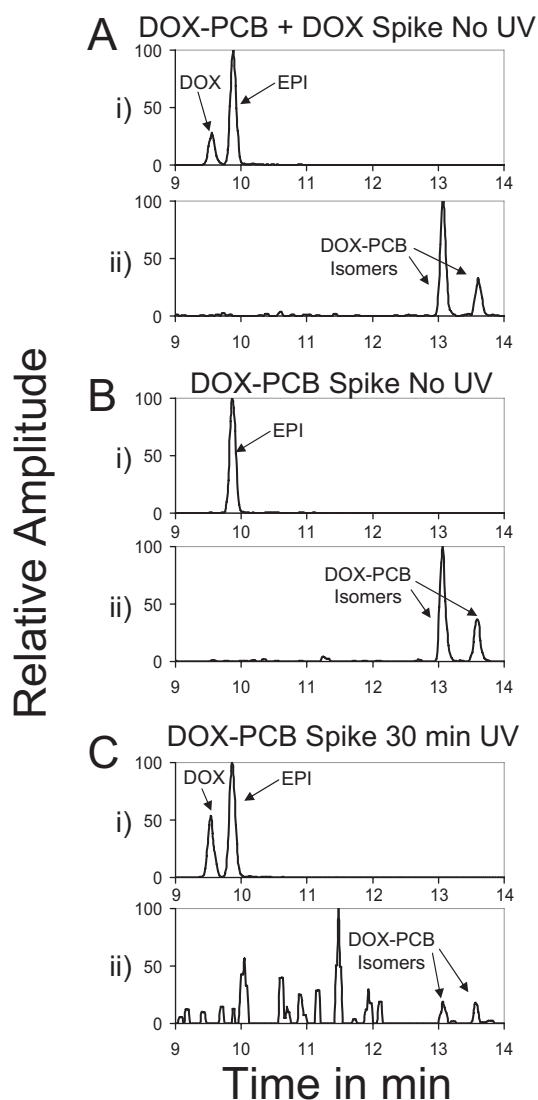 A DOX-PCB + DOX Spike No UV
100
DOX
EPI
i) 50
0
9 10 11 12 13 14
100
DOX-PCB
Isomers
ii) 50
0
9 10 11 12 13 14
B DOX-PCB Spike No UV
100
EPI
i) 50
0
9 10 11 12 13 14
100
DOX-PCB
Isomers
ii) 50
0
9 10 11 12 13 14
C DOX-PCB Spike 30 min UV
100
DOX
EPI
i) 50
0
9 10 11 12 13 14
100
DOX-PCB
Isomers
ii) 50
0
9 10 11 12 13 14
Relative Amplitude
Time in min